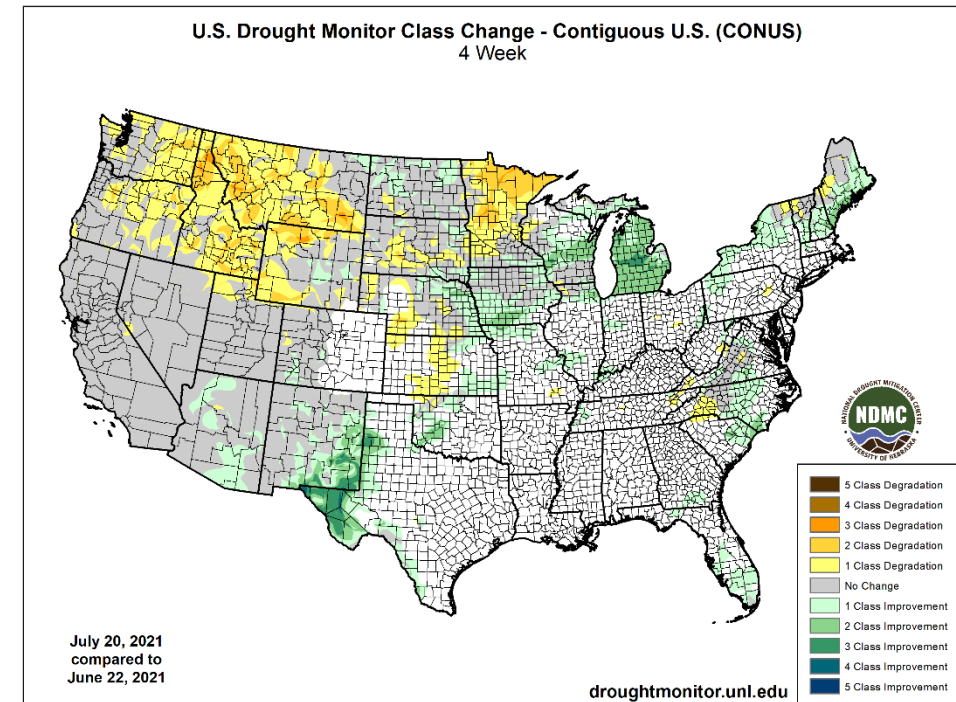 U.S. Drought Monitor Class Change - Contiguous U.S. (CONUS)
4 Week
NATIONAL DROUGHT MITIGATION CENTER
NDMC
UNIVERSITY OF NEBRASKA
5 Class Degradation
4 Class Degradation
3 Class Degradation
2 Class Degradation
1 Class Degradation
No Change
1 Class Improvement
2 Class Improvement
3 Class Improvement
4 Class Improvement
5 Class Improvement
July 20, 2021
compared to
June 22, 2021
droughtmonitor.unl.edu